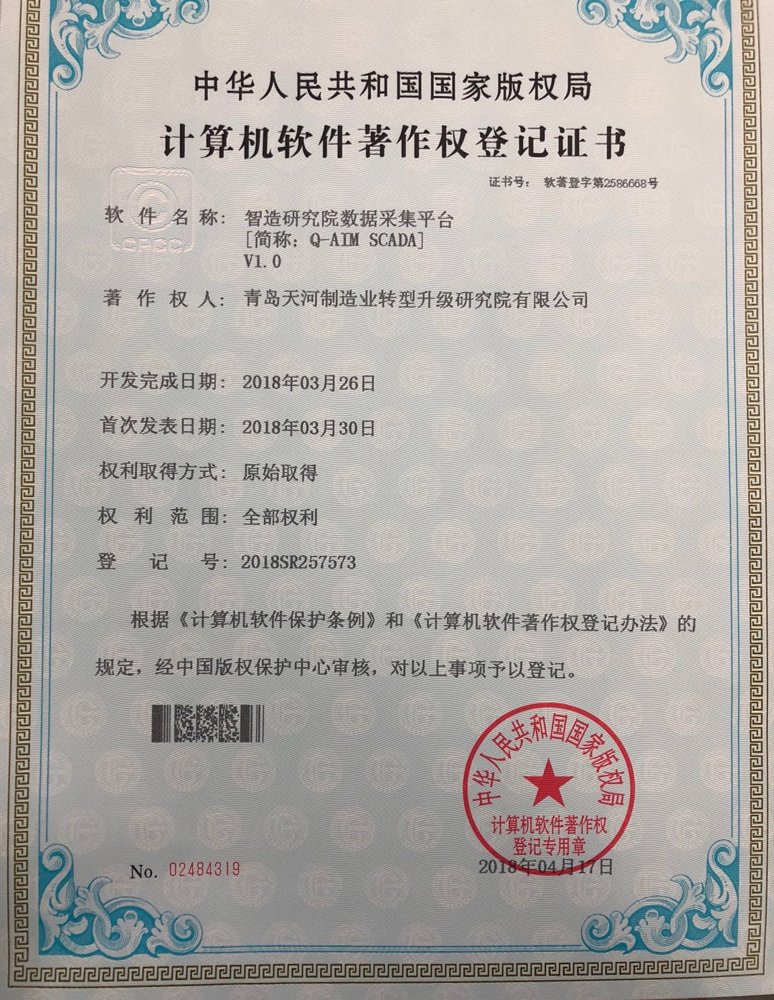 中华人民共和国国家版权局
计算机软件著作权登记证书
证书号： 软著登字第2586668号
软件名称： 智造研究院数据采集平台
[简称：Q-AIM SCADA]
V1.0
著作权人： 青岛天河制造业转型升级研究院有限公司
开发完成日期： 2018年03月26日
首次发表日期： 2018年03月30日
权利取得方式： 原始取得
权利范围： 全部权利
登记号： 2018SR257573
根据《计算机软件保护条例》和《计算机软件著作权登记办法》的
规定，经中国版权保护中心审核，对以上事项予以登记。
中华人民共和国国家版权局
计算机软件著作权
登记专用章
No. 02484319
2018年04月17日